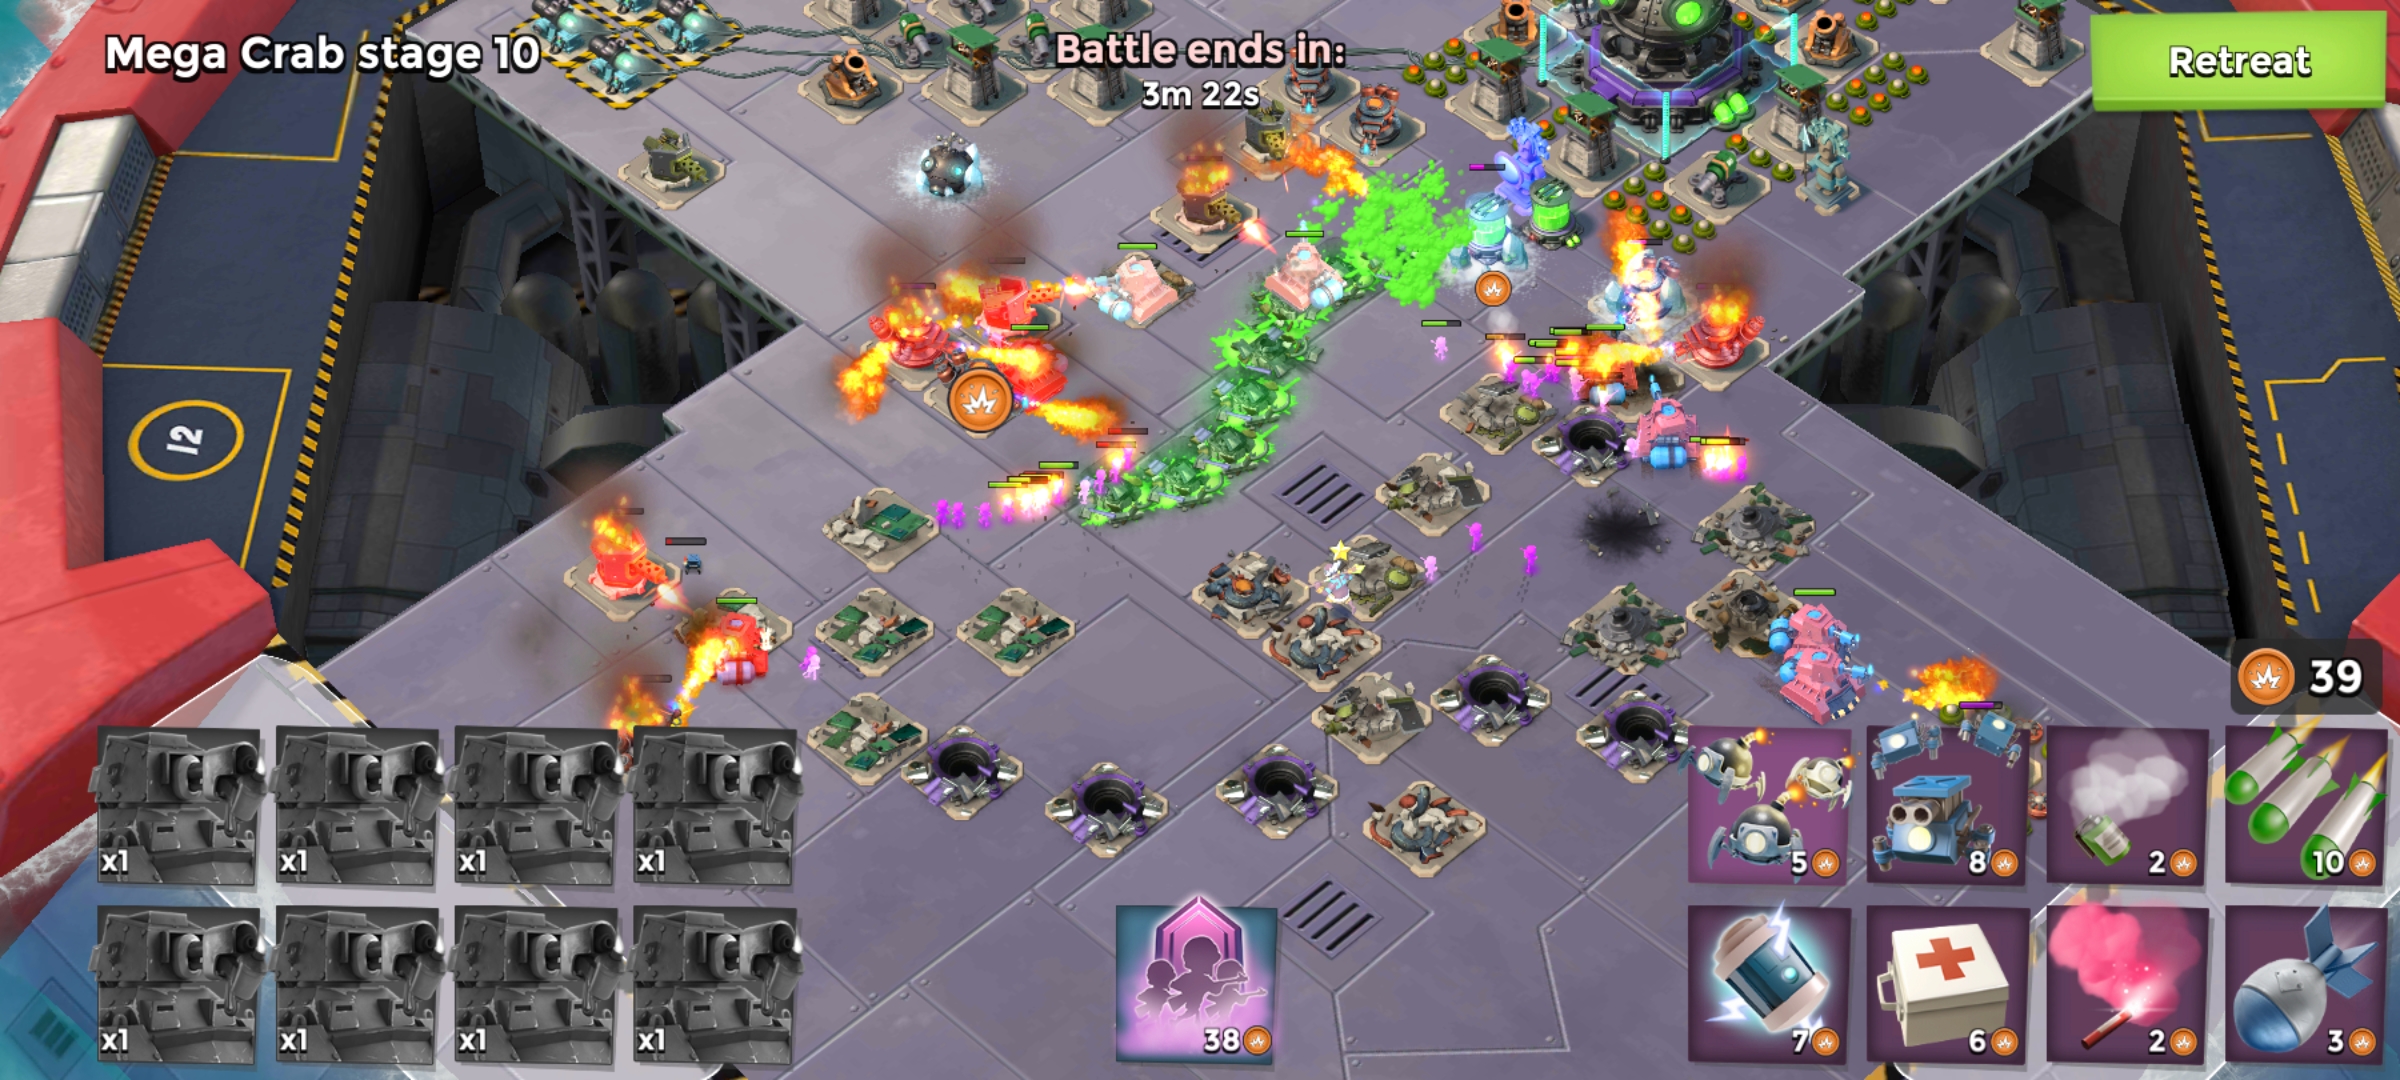 Mega Crab stage 10
Battle ends in:
3m 22s
Retreat
12
39
x1 x1 x1 x1
5 8 2 10
x1 x1 x1 x1
38
7 6 2 3